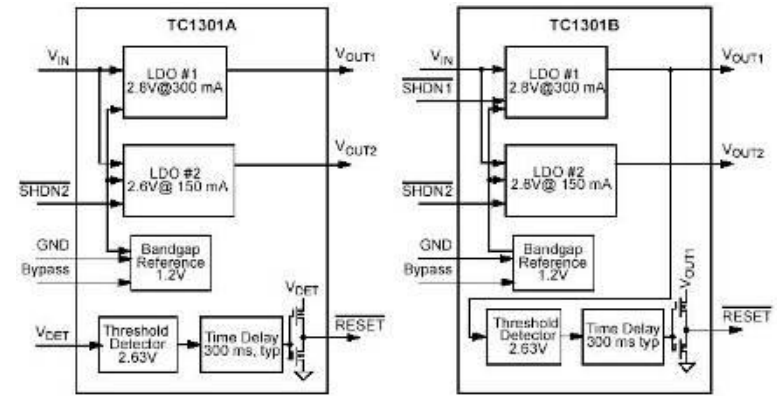 TC1301A
VIN
LDO #1
2.8V@300 mA
VOUT1
LDO #2
2.6V@ 150 mA
VOUT2
SHDN2
GND
Bypass
Bandgap
Reference
1.2V
VDET
Threshold
Detector
2.63V
Time Delay
300 ms, typ
VDET
RESET
TC1301B
VIN
SHDN1
LDO #1
2.8V@300 mA
VOUT1
LDO #2
2.8V@ 150 mA
VOUT2
SHDN2
GND
Bypass
Bandgap
Reference
1.2V
Threshold
Detector
2.63V
Time Delay
300 ms, typ
VOUT1
RESET